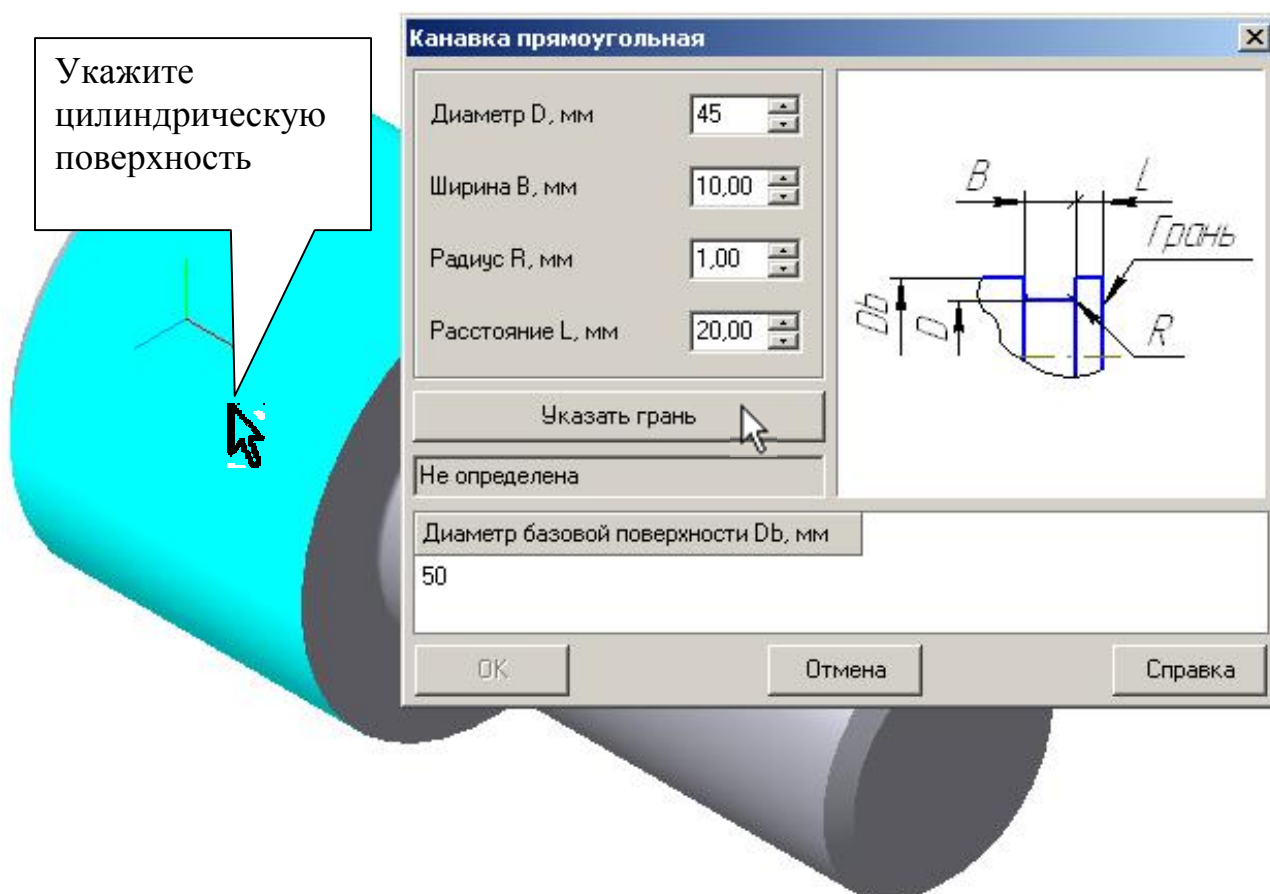 Укажите
цилиндрическую
поверхность
Канавка прямоугольная
Диаметр D, мм 45
Ширина B, мм 10,00
Радиус R, мм 1,00
Расстояние L, мм 20,00
Указать грань
Не определена
B L
Грань
Db D R
Диаметр базовой поверхности Db, мм
50
OK Отмена Справка